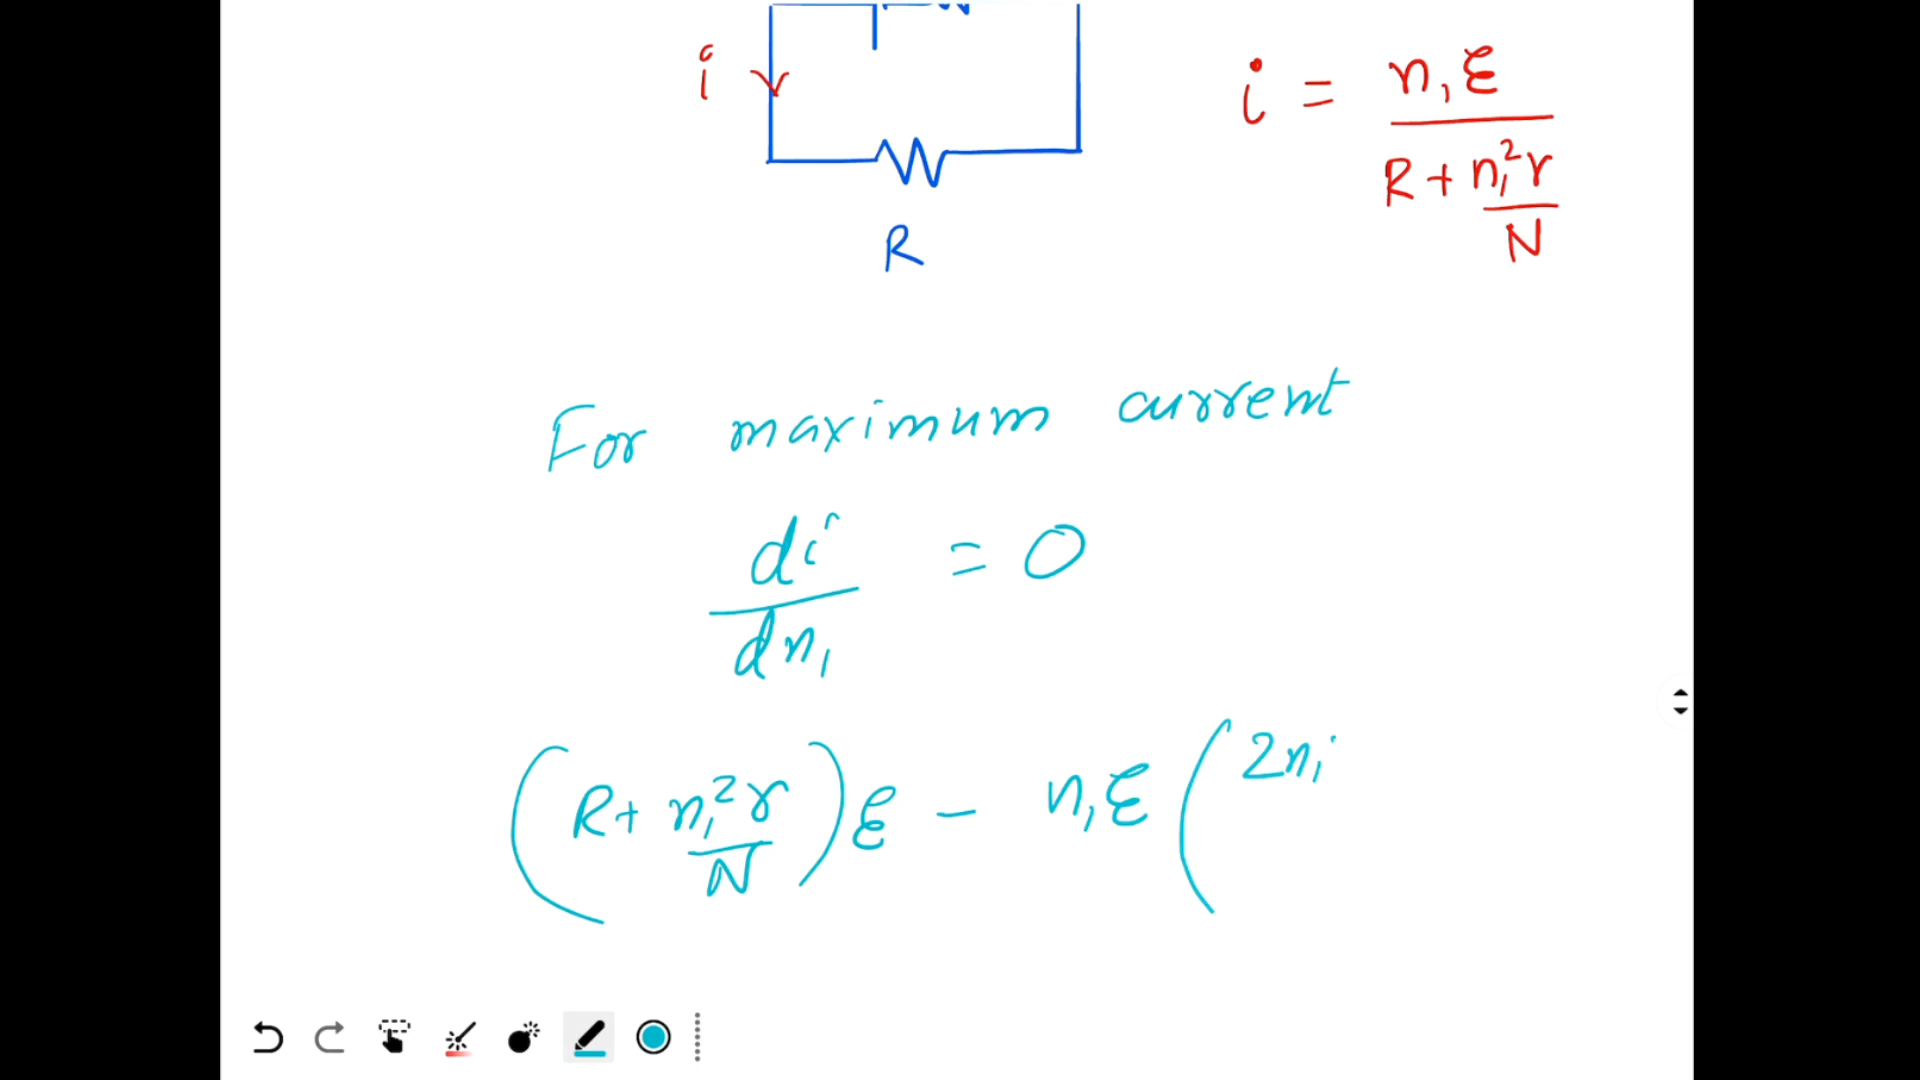 i
i = n₁ε / (R + n₁²r/N)
R
For maximum current
di/dn₁ = 0
(R + n₁²r/N)ε - n₁ε(2n₁